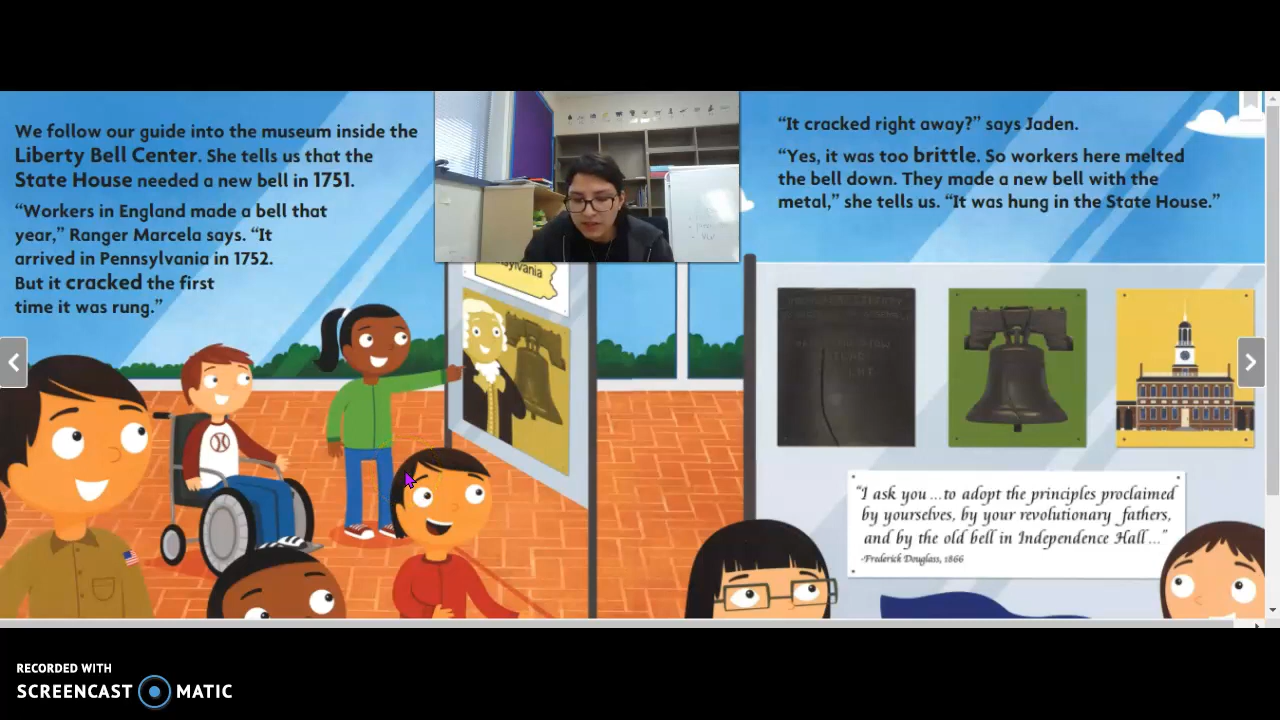 We follow our guide into the museum inside the
Liberty Bell Center. She tells us that the
State House needed a new bell in 1751.
“Workers in England made a bell that
year,” Ranger Marcela says. “It
arrived in Pennsylvania in 1752.
But it cracked the first
time it was rung.”
“It cracked right away?” says Jaden.
“Yes, it was too brittle. So workers here melted
the bell down. They made a new bell with the
metal,” she tells us. “It was hung in the State House.”
“I ask you...to adopt the principles proclaimed
by yourselves, by your revolutionary fathers,
and by the old bell in Independence Hall...”
-Frederick Douglass, 1866
RECORDED WITH
SCREENCAST MATIC